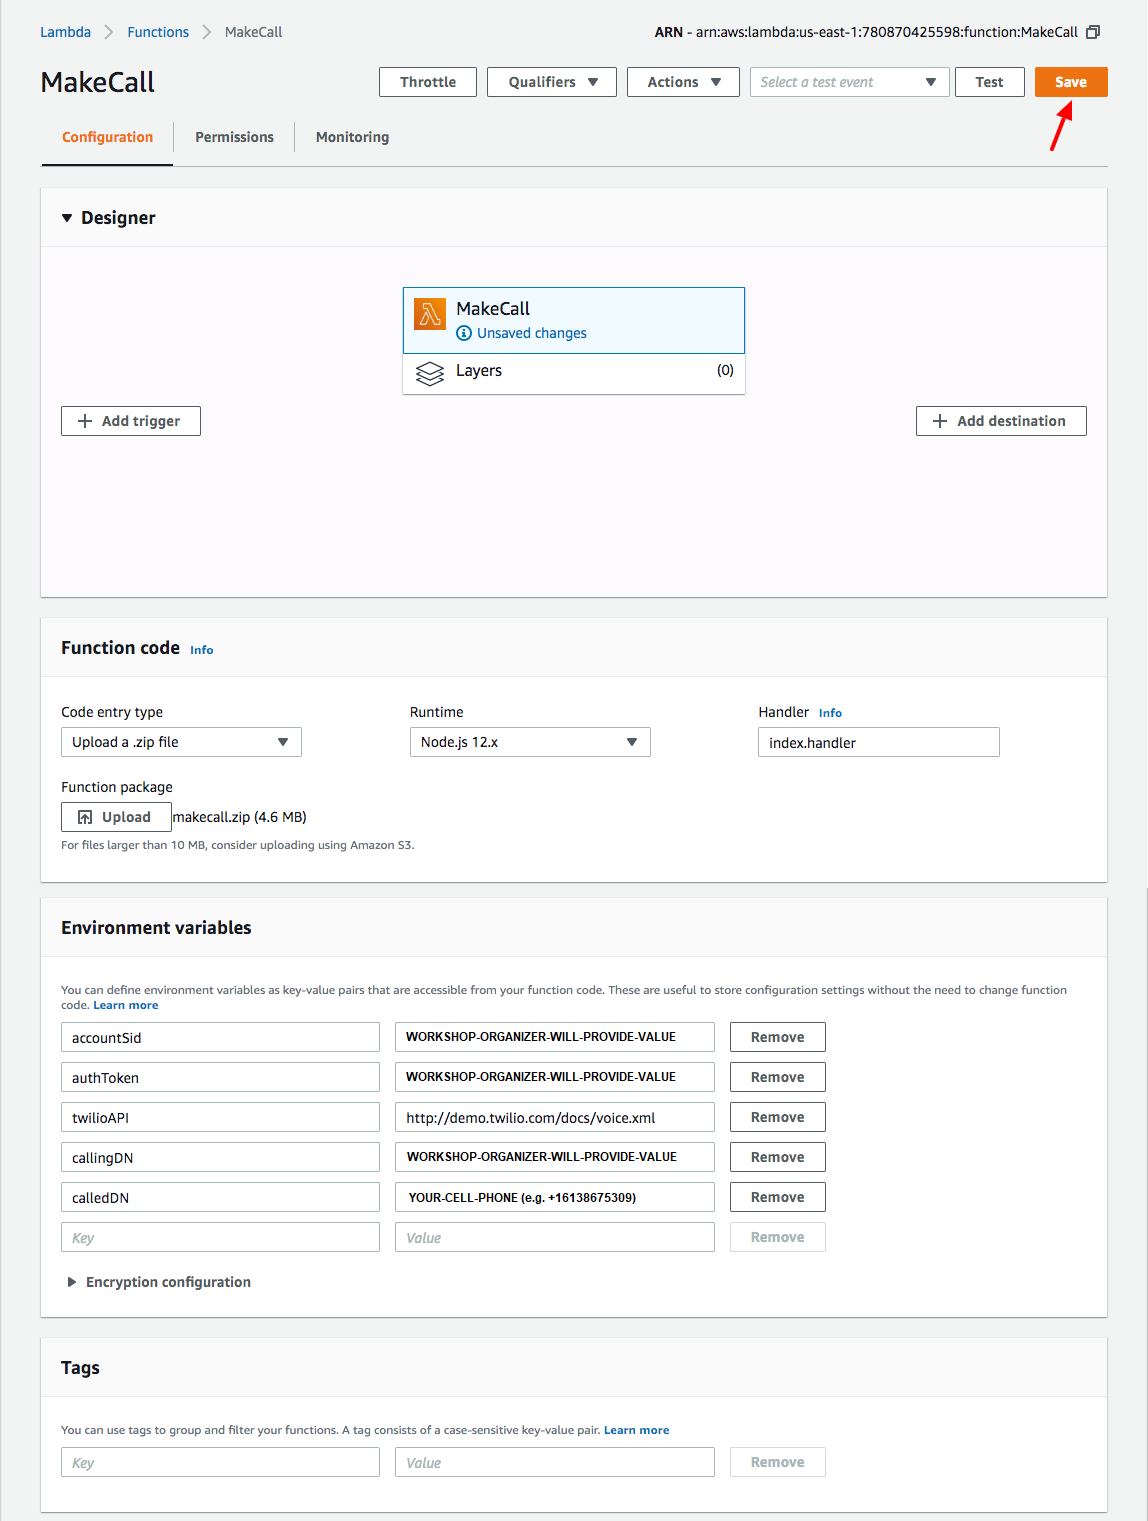 Lambda Functions MakeCall
ARN - arn:aws:lambda:us-east-1:780870425598:function:MakeCall
MakeCall
Throttle
Qualifiers
Actions
Select a test event
Test
Save
Configuration
Permissions
Monitoring
Designer
MakeCall
Unsaved changes
Layers
(0)
Add trigger
Add destination
Function code Info
Code entry type
Runtime
Handler Info
Upload a .zip file
Node.js 12.x
index.handler
Function package
Upload makecall.zip (4.6 MB)
For files larger than 10 MB, consider uploading using Amazon S3.
Environment variables
You can define environment variables as key-value pairs that are accessible from your function code. These are useful to store configuration settings without the need to change function
code. Learn more
accountSid WORKSHOP-ORGANIZER-WILL-PROVIDE-VALUE Remove
authToken WORKSHOP-ORGANIZER-WILL-PROVIDE-VALUE Remove
twilioAPI http://demo.twilio.com/docs/voice.xml Remove
callingDN WORKSHOP-ORGANIZER-WILL-PROVIDE-VALUE Remove
calledDN YOUR-CELL-PHONE (e.g. +16138675309) Remove
Key Value Remove
Encryption configuration
Tags
You can use tags to group and filter your functions. A tag consists of a case-sensitive key-value pair. Learn more
Key Value Remove